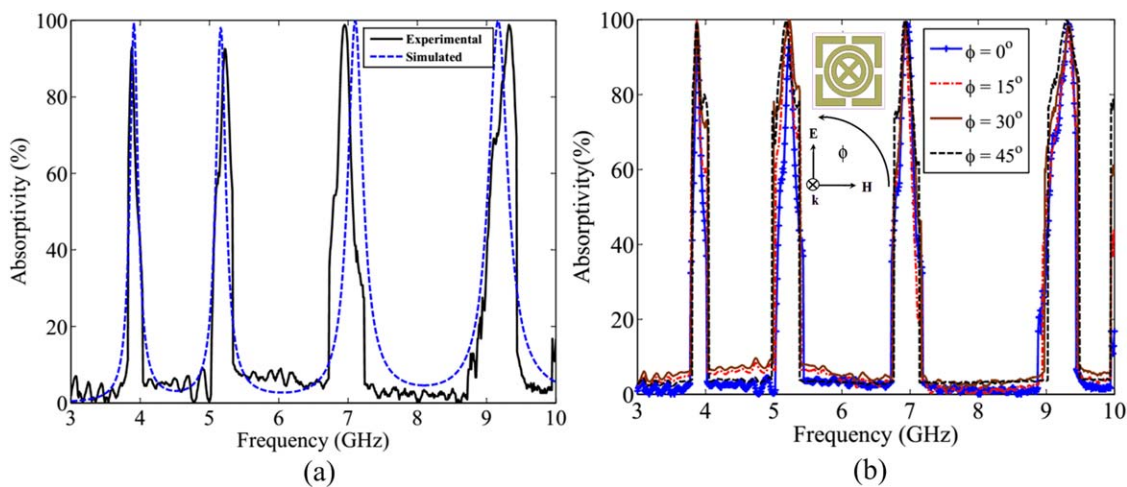 100
80
60
40
20
0
Absorptivity (%)
3 4 5 6 7 8 9 10
Frequency (GHz)
Experimental
Simulated
(a)
100
80
60
40
20
0
Absorptivity(%)
3 4 5 6 7 8 9 10
Frequency (GHz)
E
ϕ
H
k
ϕ = 0°
ϕ = 15°
ϕ = 30°
ϕ = 45°
(b)